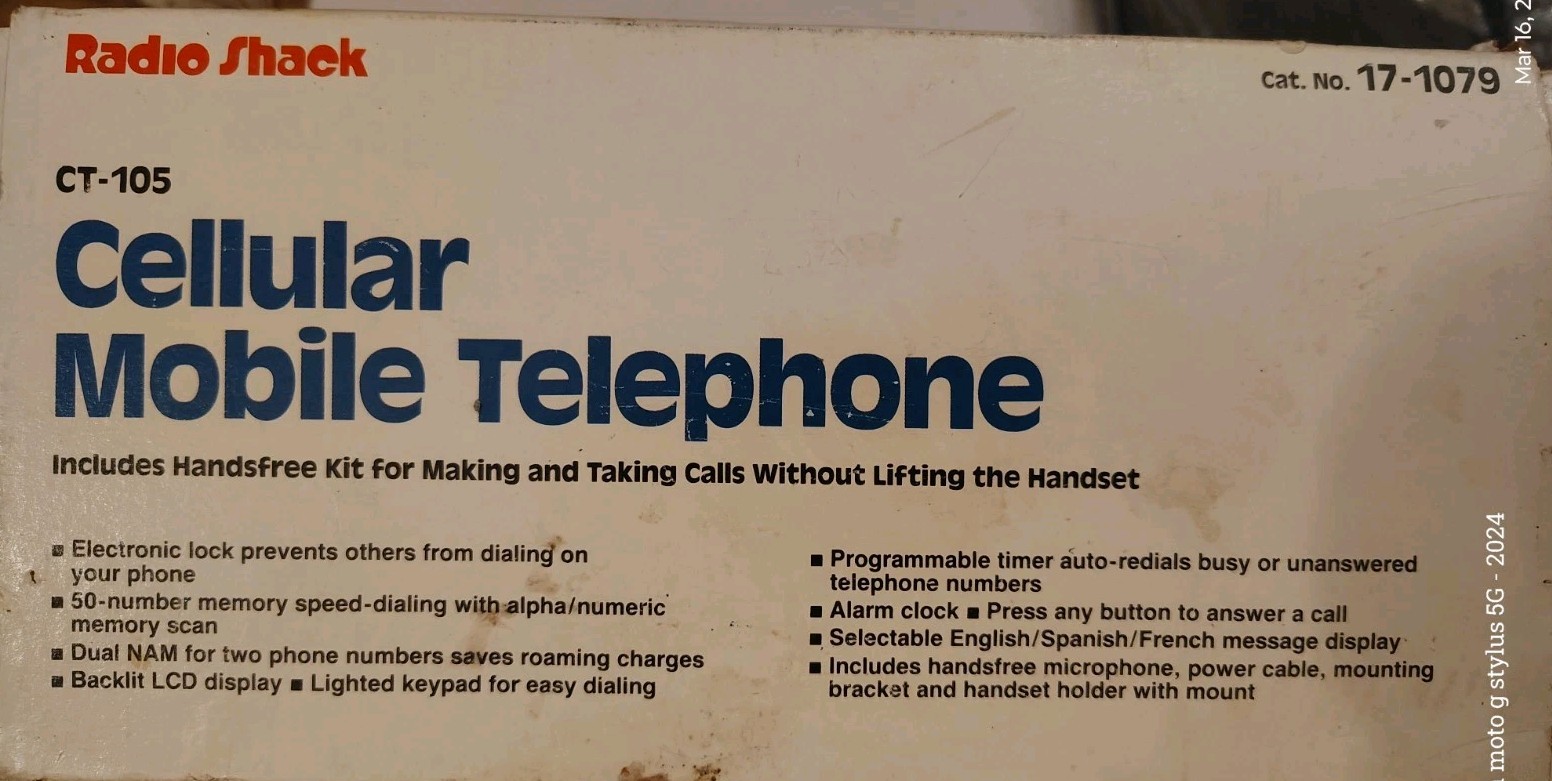 Radio Shack
Cat. No. 17-1079
CT-105
Cellular
Mobile Telephone
Includes Handsfree Kit for Making and Taking Calls Without Lifting the Handset
■ Electronic lock prevents others from dialing on
your phone
■ 50-number memory speed-dialing with alpha/numeric
memory scan
■ Dual NAM for two phone numbers saves roaming charges
■ Backlit LCD display ■ Lighted keypad for easy dialing
■ Programmable timer auto-redials busy or unanswered
telephone numbers
■ Alarm clock ■ Press any button to answer a call
■ Selectable English/Spanish/French message display
■ Includes handsfree microphone, power cable, mounting
bracket and handset holder with mount
moto g stylus 5G - 2024
Mar 16, 2